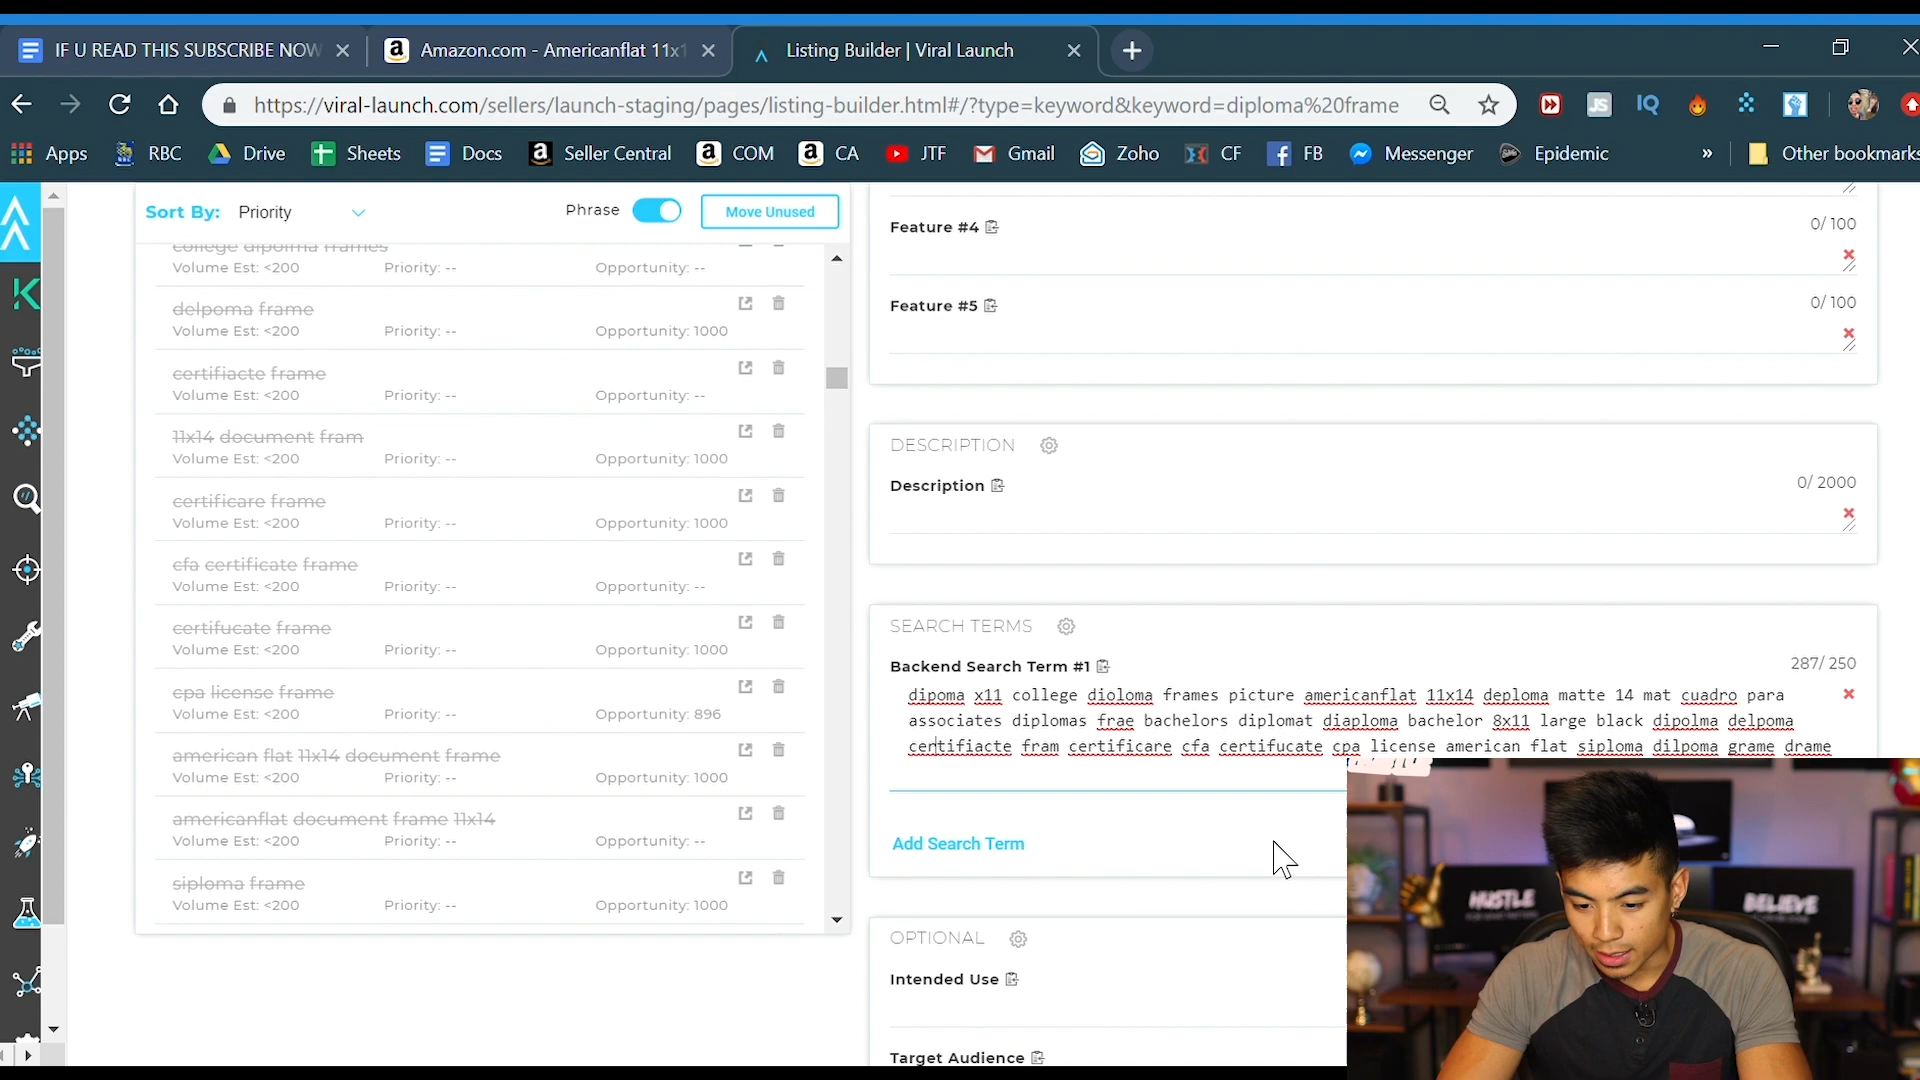 IF U READ THIS SUBSCRIBE NOW
Amazon.com - Americanflat 11x1
Listing Builder | Viral Launch
https://viral-launch.com/sellers/launch-staging/pages/listing-builder.html#/?type=keyword&keyword=diploma%20frame
Apps RBC Drive Sheets Docs Seller Central COM CA JTF Gmail Zoho CF FB Messenger Epidemic » Other bookmarks
Sort By: Priority Phrase Move Unused
college dipolma frames
Volume Est: <200 Priority: -- Opportunity: --
delpoma frame
Volume Est: <200 Priority: -- Opportunity: 1000
certifiacte frame
Volume Est: <200 Priority: -- Opportunity: --
11x14 document fram
Volume Est: <200 Priority: -- Opportunity: 1000
certificare frame
Volume Est: <200 Priority: -- Opportunity: 1000
cfa certificate frame
Volume Est: <200 Priority: -- Opportunity: --
certifucate frame
Volume Est: <200 Priority: -- Opportunity: 1000
cpa license frame
Volume Est: <200 Priority: -- Opportunity: 896
american flat 11x14 document frame
Volume Est: <200 Priority: -- Opportunity: 1000
americanflat document frame 11x14
Volume Est: <200 Priority: -- Opportunity: --
siploma frame
Volume Est: <200 Priority: -- Opportunity: 1000
Feature #4 0/ 100
Feature #5 0/ 100
DESCRIPTION
Description 0/ 2000
SEARCH TERMS
Backend Search Term #1 287/ 250
dipoma x11 college dioloma frames picture americanflat 11x14 deploma matte 14 mat cuadro para
associates diplomas frae bachelors diplomat diaploma bachelor 8x11 large black dipolma delpoma
certifiacte fram certificare cfa certifucate cpa license american flat siploma dilpoma grame drame
Add Search Term
OPTIONAL
Intended Use
Target Audience
HUSTLE
BELIEVE
JS
IQ